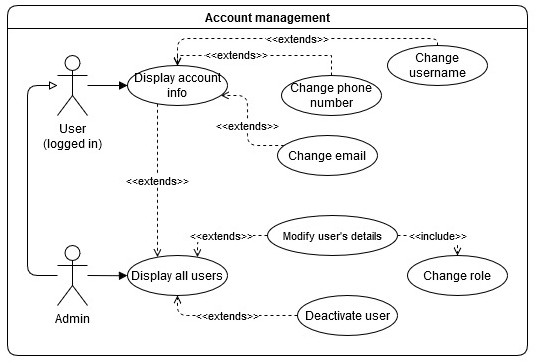 Account management
<<extends>>
<<extends>>
Change
username
Display account
info
Change phone
number
User
(logged in)
<<extends>>
Change email
<<extends>>
<<extends>>
Modify user's details
<<include>>
Display all users
Change role
Admin
<<extends>>
Deactivate user